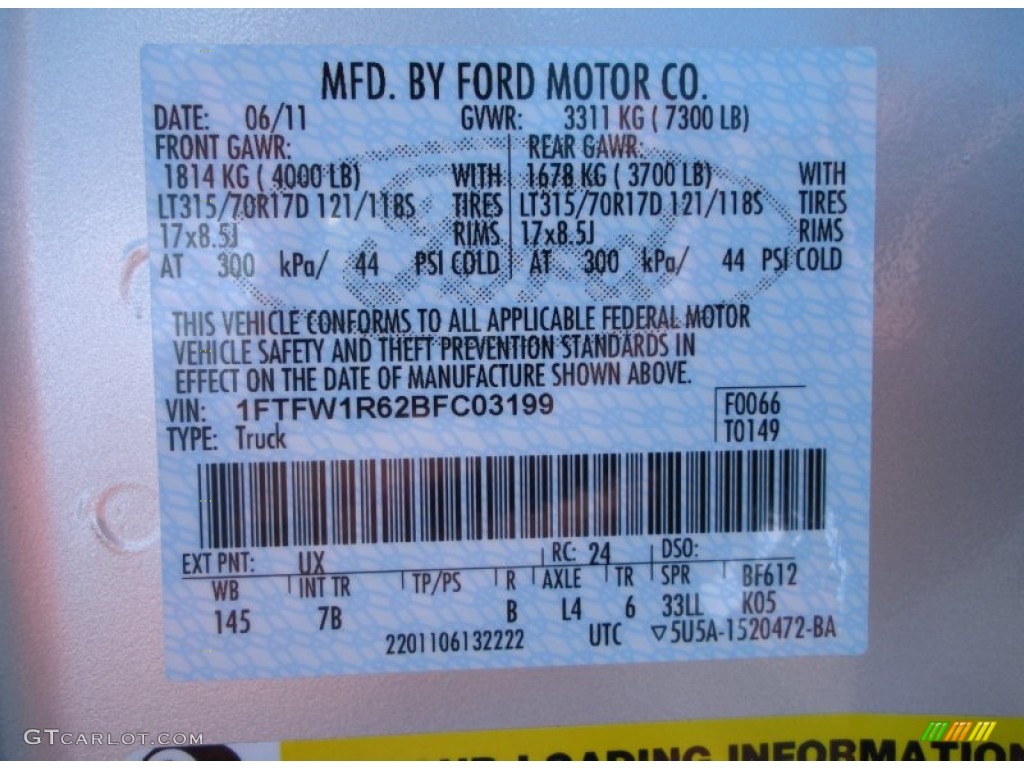 MFD. BY FORD MOTOR CO.
DATE: 06/11 GVWR: 3311 KG ( 7300 LB)
FRONT GAWR: REAR GAWR:
1814 KG ( 4000 LB) WITH 1678 KG ( 3700 LB) WITH
LT315/70R17D 121/118S TIRES LT315/70R17D 121/118S TIRES
17x8.5J RIMS 17x8.5J RIMS
AT 300 kPa/ 44 PSI COLD AT 300 kPa/ 44 PSI COLD
THIS VEHICLE CONFORMS TO ALL APPLICABLE FEDERAL MOTOR
VEHICLE SAFETY AND THEFT PREVENTION STANDARDS IN
EFFECT ON THE DATE OF MANUFACTURE SHOWN ABOVE.
VIN: 1FTFW1R62BFC03199 F0066
TYPE: Truck T0149
EXT PNT: UX RC: 24 DSO:
WB INT TR TP/PS R AXLE TR SPR BF612
145 7B B L4 6 33LL K05
2201106132222 UTC ▽5U5A-1520472-BA
GTCARLOT.COM
LOADING INFORMATION